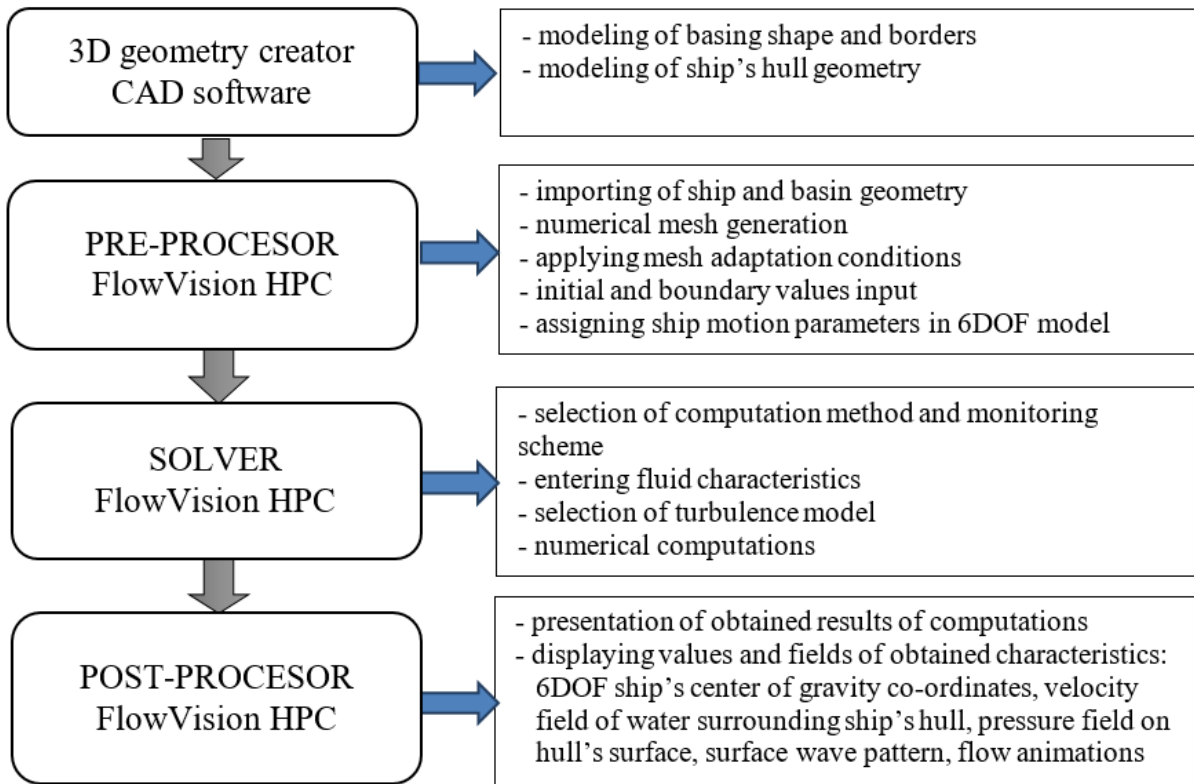 3D geometry creator
CAD software
- modeling of basing shape and borders
- modeling of ship's hull geometry
PRE-PROCESOR
FlowVision HPC
- importing of ship and basin geometry
- numerical mesh generation
- applying mesh adaptation conditions
- initial and boundary values input
- assigning ship motion parameters in 6DOF model
SOLVER
FlowVision HPC
- selection of computation method and monitoring
scheme
- entering fluid characteristics
- selection of turbulence model
- numerical computations
POST-PROCESOR
FlowVision HPC
- presentation of obtained results of computations
- displaying values and fields of obtained characteristics:
6DOF ship's center of gravity co-ordinates, velocity
field of water surrounding ship's hull, pressure field on
hull's surface, surface wave pattern, flow animations